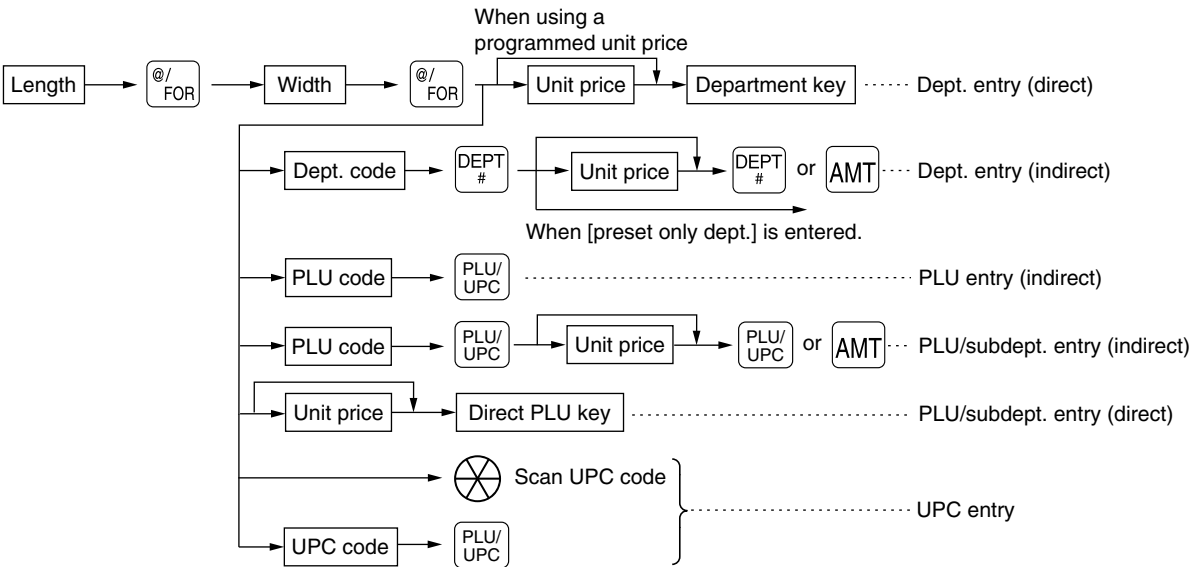 When using a
programmed unit price
Length @/ FOR Width @/ FOR Unit price Department key Dept. entry (direct)
Dept. code DEPT # Unit price DEPT # or AMT Dept. entry (indirect)
When [preset only dept.] is entered.
PLU code PLU/ UPC PLU entry (indirect)
PLU code PLU/ UPC Unit price PLU/ UPC or AMT PLU/subdept. entry (indirect)
Unit price Direct PLU key PLU/subdept. entry (direct)
Scan UPC code
UPC entry
UPC code PLU/ UPC